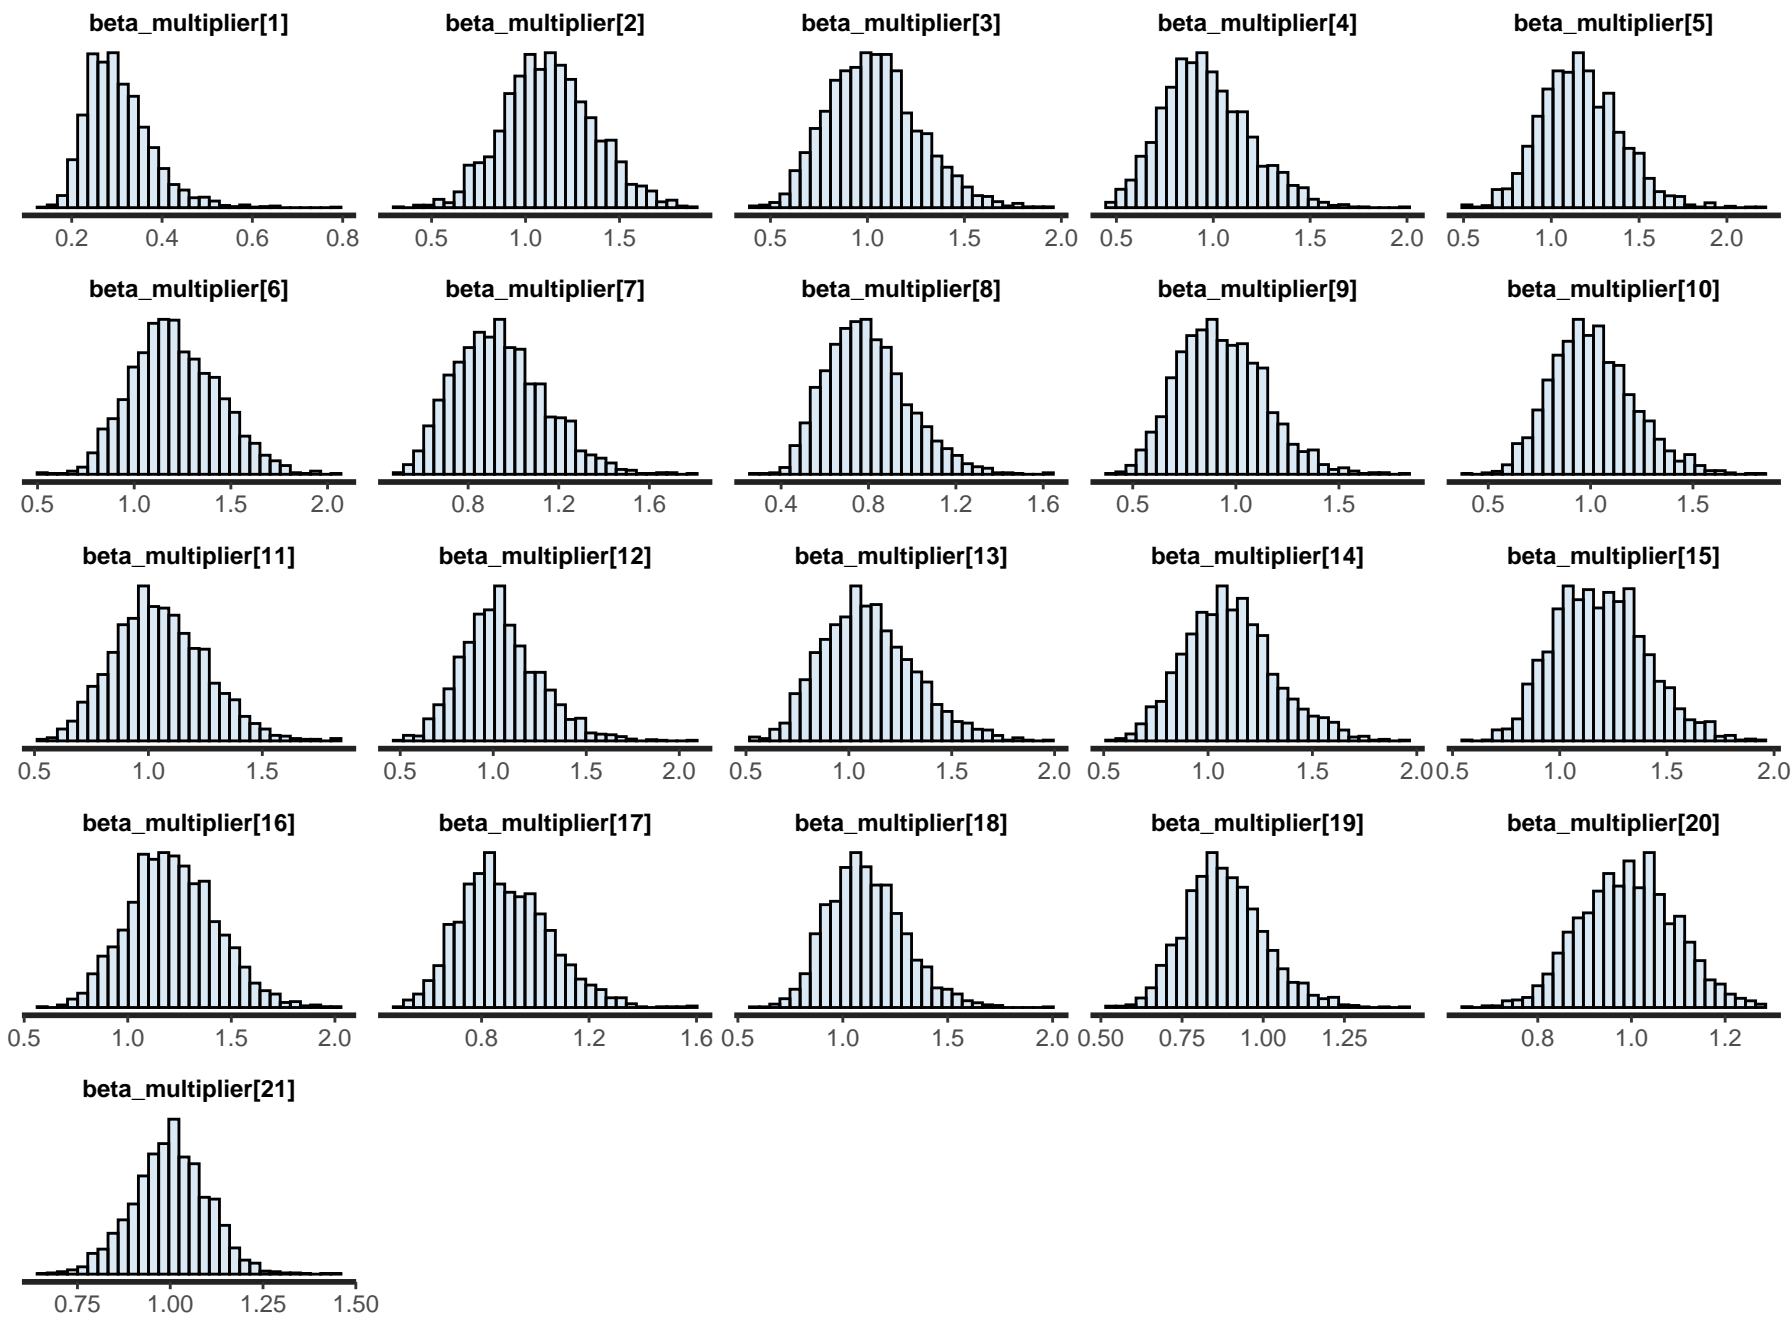 beta_multiplier[1] beta_multiplier[2] beta_multiplier[3] beta_multiplier[4] beta_multiplier[5]
0.2 0.4 0.6 0.8 0.5 1.0 1.5 0.5 1.0 1.5 2.0 0.5 1.0 1.5 2.0 0.5 1.0 1.5 2.0
beta_multiplier[6] beta_multiplier[7] beta_multiplier[8] beta_multiplier[9] beta_multiplier[10]
0.5 1.0 1.5 2.0 0.8 1.2 1.6 0.4 0.8 1.2 1.6 0.5 1.0 1.5 0.5 1.0 1.5
beta_multiplier[11] beta_multiplier[12] beta_multiplier[13] beta_multiplier[14] beta_multiplier[15]
0.5 1.0 1.5 0.5 1.0 1.5 2.0 0.5 1.0 1.5 2.0 0.5 1.0 1.5 2.0 0.5 1.0 1.5 2.0
beta_multiplier[16] beta_multiplier[17] beta_multiplier[18] beta_multiplier[19] beta_multiplier[20]
0.5 1.0 1.5 2.0 0.8 1.2 1.6 0.5 1.0 1.5 2.0 0.50 0.75 1.00 1.25 0.8 1.0 1.2
beta_multiplier[21]
0.75 1.00 1.25 1.50